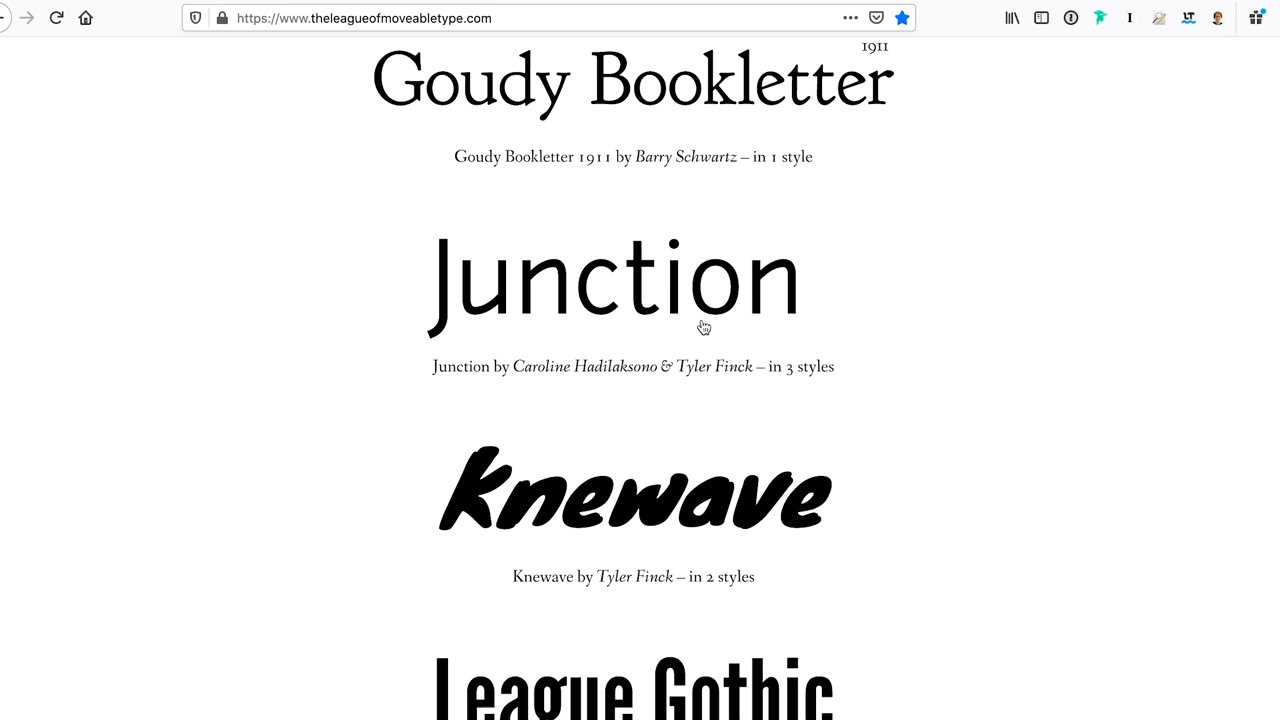 https://www.theleagueofmoveabletype.com
1911
Goudy Bookletter
Goudy Bookletter 1911 by Barry Schwartz – in 1 style
Junction
Junction by Caroline Hadilaksono & Tyler Finck – in 3 styles
Knewave
Knewave by Tyler Finck – in 2 styles
League Gothic